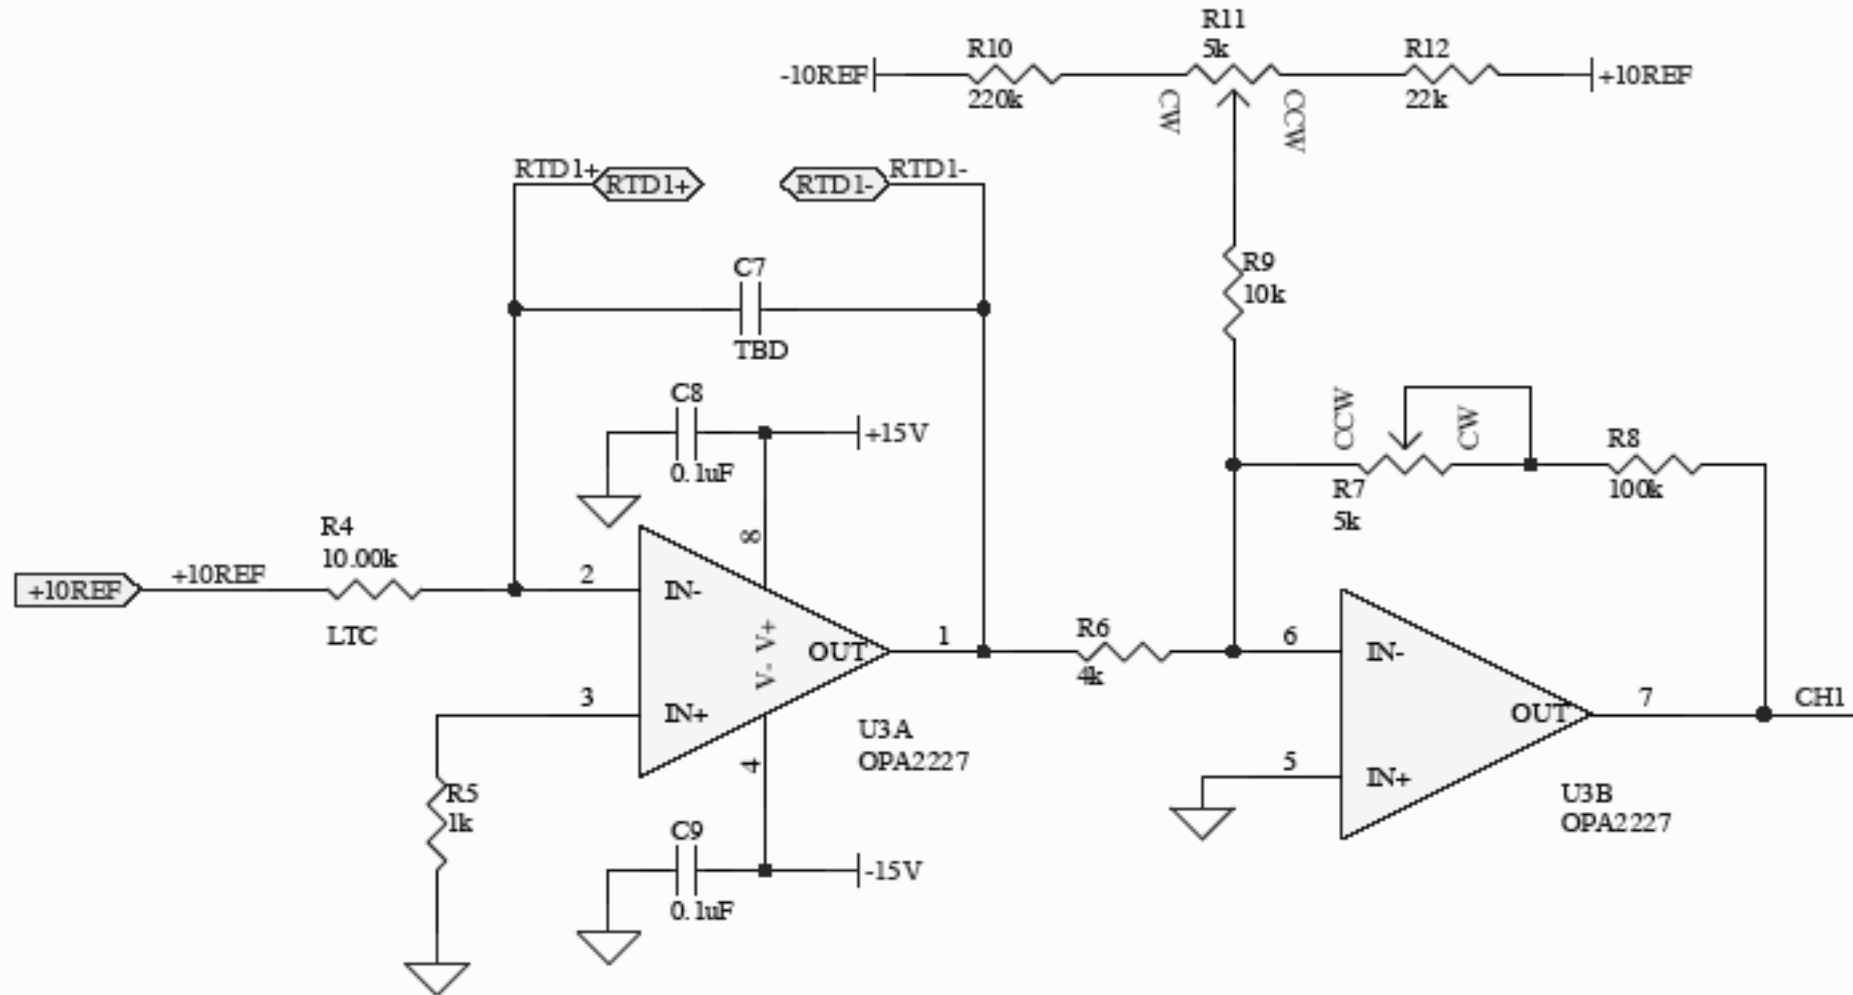 R11
5k
R10
220k
R12
22k
-10REF
+10REF
CW
CCW
RTD1+
RTD1+
RTD1-
RTD1-
C7
TBD
R9
10k
C8
0.1uF
+15V
CCW
CW
R7
5k
R8
100k
R4
10.00k
LTC
+10REF
+10REF
2
IN-
8
V+
V-
OUT
1
3
IN+
4
U3A
OPA2227
R5
1k
C9
0.1uF
-15V
R6
4k
6
IN-
OUT
7
CH1
5
IN+
U3B
OPA2227